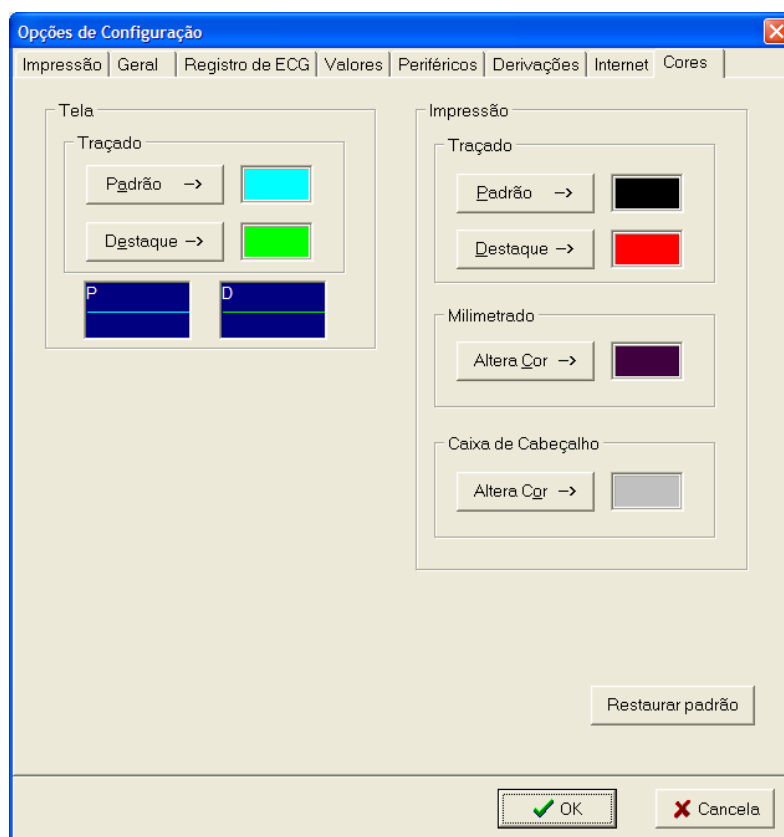 Opções de Configuração
Impressão Geral Registro de ECG Valores Periféricos Derivações Internet Cores
Tela
Traçado
Padrão –>
Destaque –>
P D
Impressão
Traçado
Padrão –>
Destaque –>
Milimetrado
Altera Cor –>
Caixa de Cabeçalho
Altera Cor –>
Restaurar padrão
OK Cancela